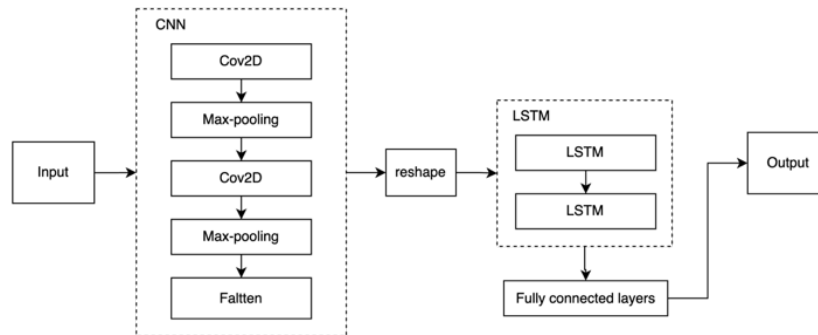 CNN
Cov2D
Max-pooling
Cov2D
Max-pooling
Faltten
Input
reshape
LSTM
LSTM
LSTM
Fully connected layers
Output